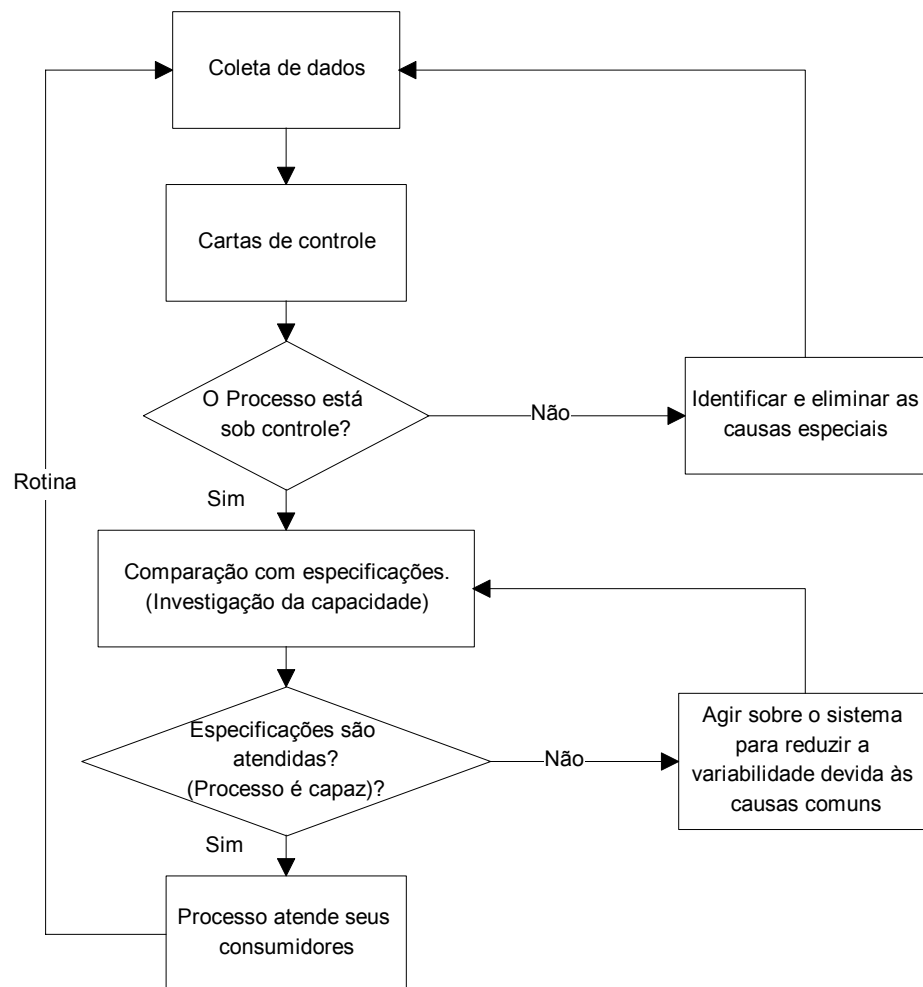 Coleta de dados
Cartas de controle
O Processo está
sob controle?
Não
Identificar e eliminar as
causas especiais
Rotina
Sim
Comparação com especificações.
(Investigação da capacidade)
Especificações são
atendidas?
(Processo é capaz)?
Não
Agir sobre o sistema
para reduzir a
variabilidade devida às
causas comuns
Sim
Processo atende seus
consumidores